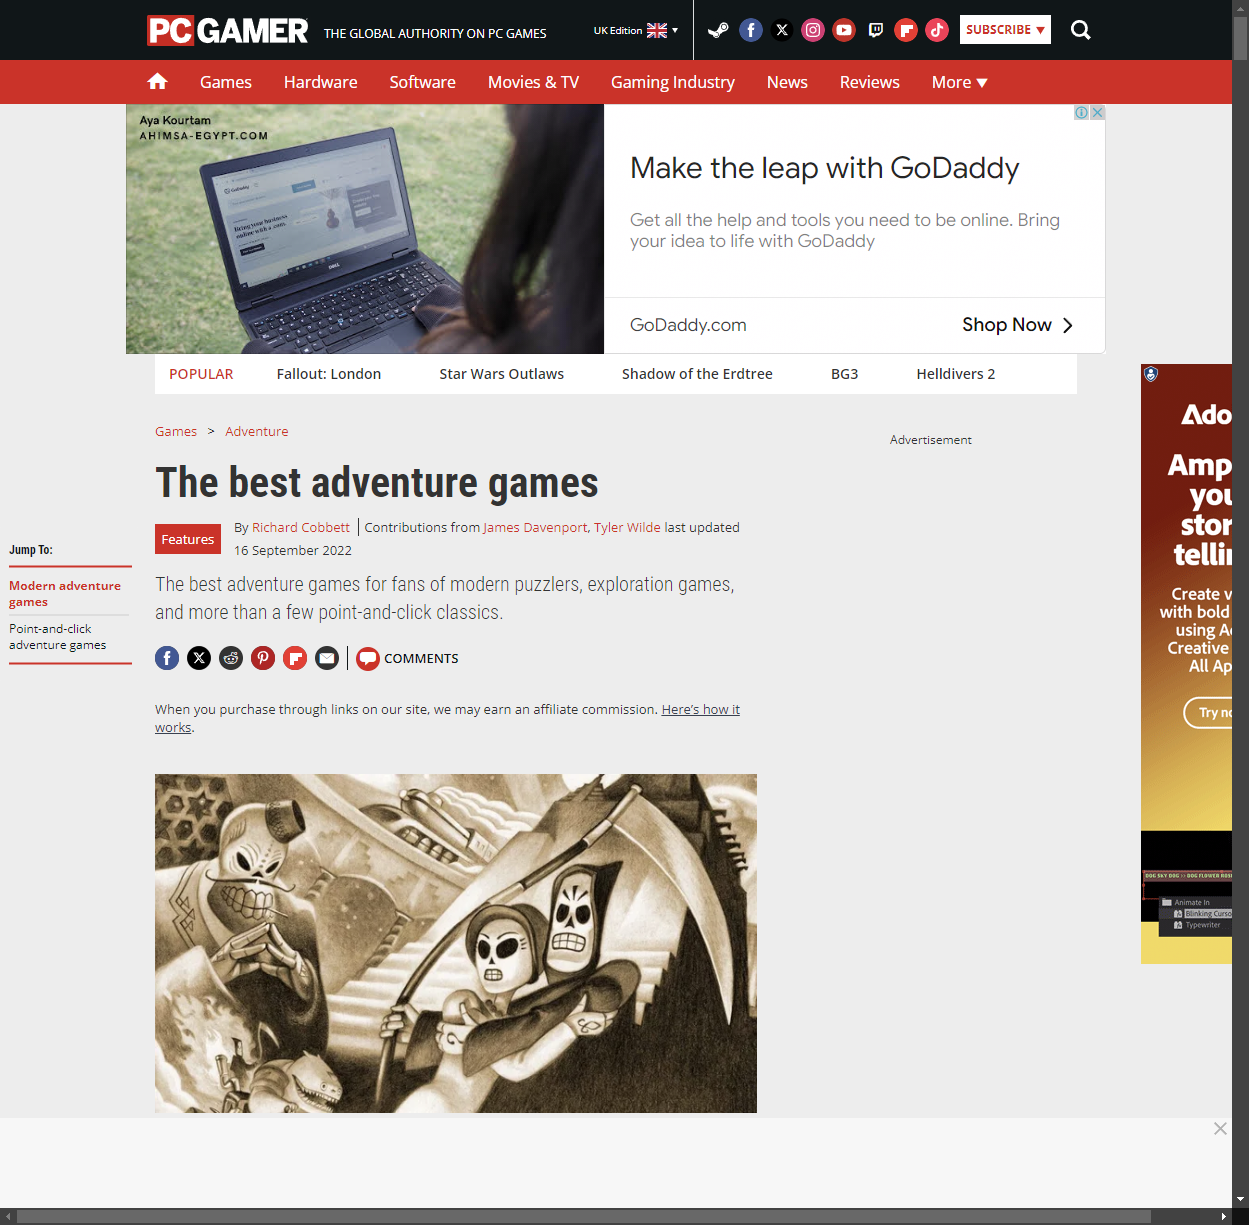 PC GAMER THE GLOBAL AUTHORITY ON PC GAMES
UK Edition
SUBSCRIBE
Games Hardware Software Movies & TV Gaming Industry News Reviews More
Aya Kourtam
AHIMSA-EGYPT.COM
Make the leap with GoDaddy
Get all the help and tools you need to be online. Bring
your idea to life with GoDaddy
GoDaddy.com
Shop Now
POPULAR Fallout: London Star Wars Outlaws Shadow of the Erdtree BG3 Helldivers 2
Games > Adventure
Advertisement
The best adventure games
Features
By Richard Cobbett Contributions from James Davenport, Tyler Wilde last updated
16 September 2022
The best adventure games for fans of modern puzzlers, exploration games,
and more than a few point-and-click classics.
COMMENTS
When you purchase through links on our site, we may earn an affiliate commission. Here's how it
works.
Jump To:
Modern adventure
games
Point-and-click
adventure games
Ado
Amp
you
stor
tellin
Create v
with bold
using A
Creative
All Ap
Try no
DOG SKY DOG >> DOG FLOWER ROS
Animate In
Blinking Curso
Typewriter